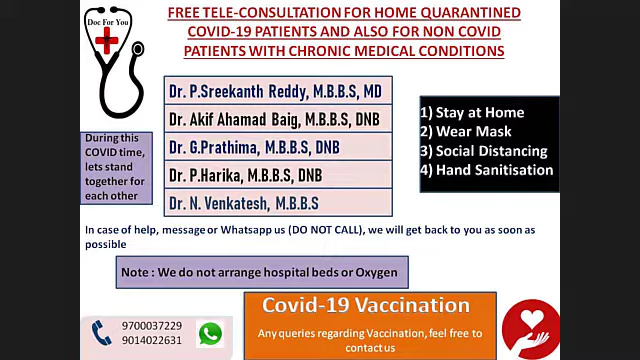 Doc For You
FREE TELE-CONSULTATION FOR HOME QUARANTINED
COVID-19 PATIENTS AND ALSO FOR NON COVID
PATIENTS WITH CHRONIC MEDICAL CONDITIONS
Dr. P.Sreekanth Reddy, M.B.B.S, MD
Dr. Akif Ahamad Baig, M.B.B.S, DNB
Dr. G.Prathima, M.B.B.S, DNB
Dr. P.Harika, M.B.B.S, DNB
Dr. N. Venkatesh, M.B.B.S
During this
COVID time,
lets stand
together for
each other
1) Stay at Home
2) Wear Mask
3) Social Distancing
4) Hand Sanitisation
In case of help, message or Whatsapp us (DO NOT CALL), we will get back to you as soon as
possible
Note : We do not arrange hospital beds or Oxygen
Covid-19 Vaccination
Any queries regarding Vaccination, feel free to
contact us
9700037229
9014022631